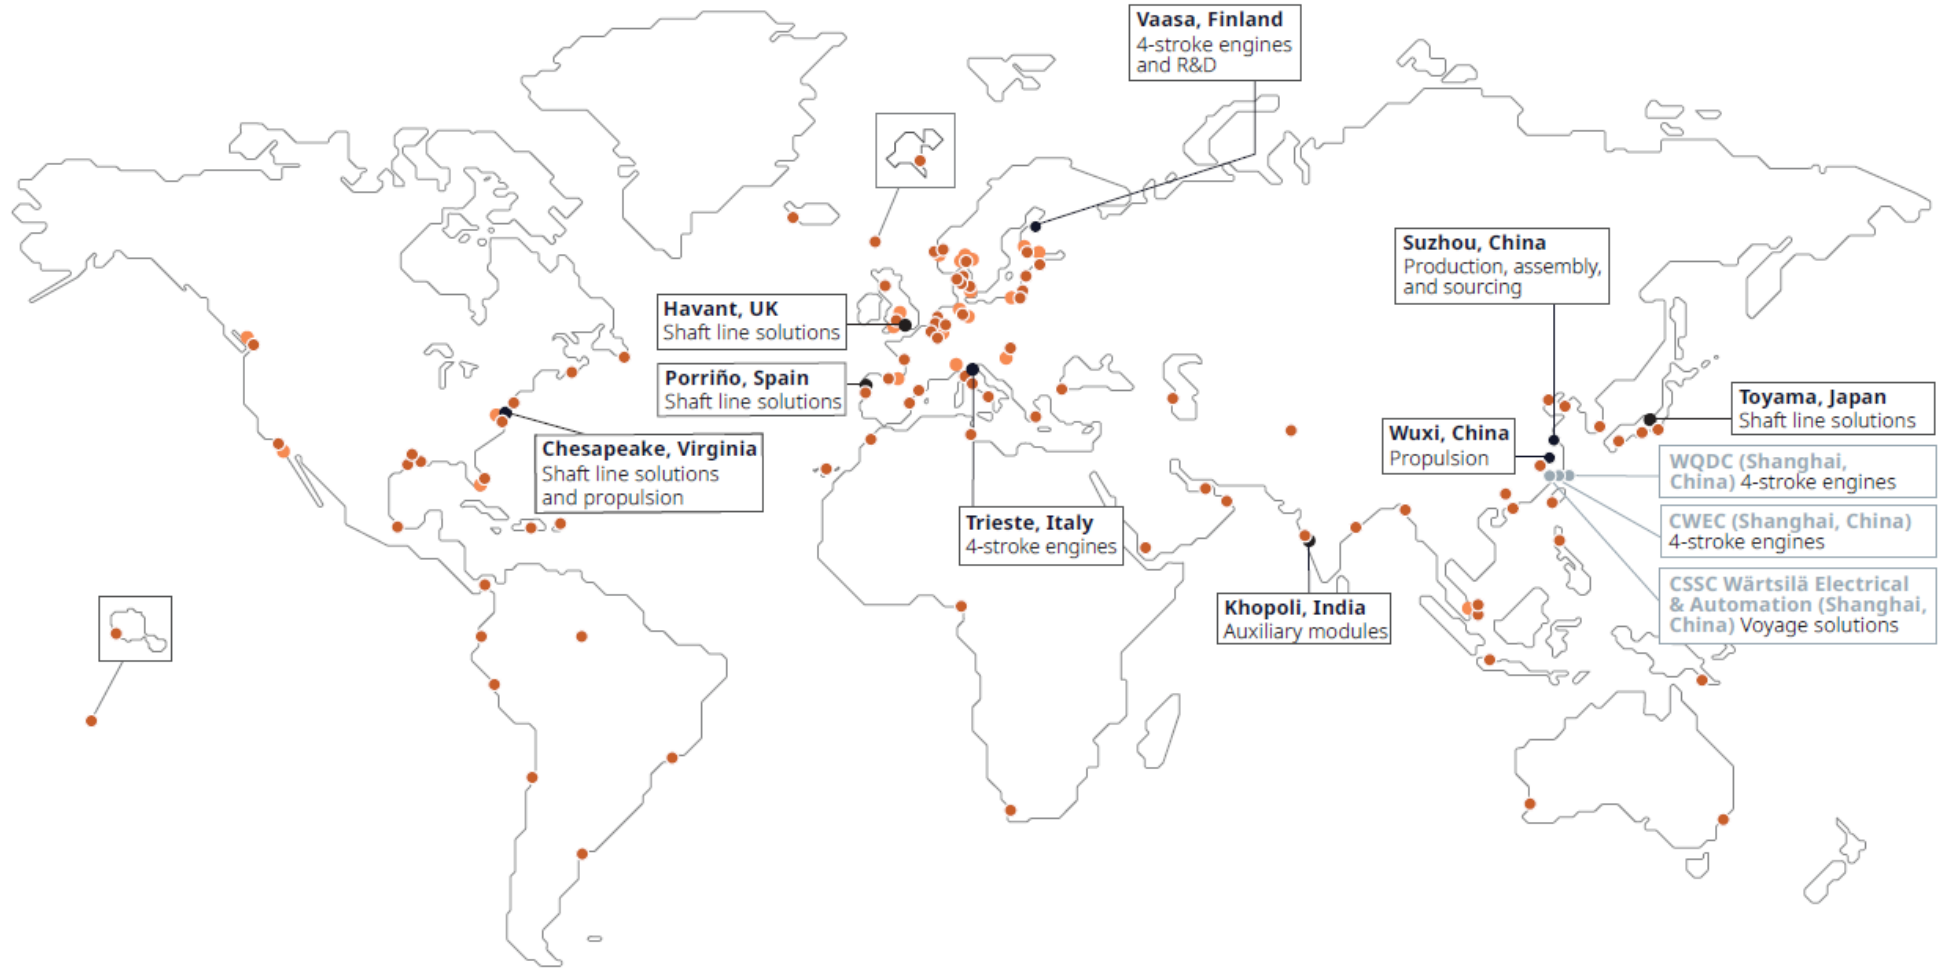 Vaasa, Finland
4-stroke engines
and R&D
Suzhou, China
Production, assembly,
and sourcing
Havant, UK
Shaft line solutions
Porriño, Spain
Shaft line solutions
Toyama, Japan
Shaft line solutions
Wuxi, China
Propulsion
Chesapeake, Virginia
Shaft line solutions
and propulsion
WQDC (Shanghai,
China) 4-stroke engines
Trieste, Italy
4-stroke engines
CWEC (Shanghai, China)
4-stroke engines
CSSC Wärtsilä Electrical
& Automation (Shanghai,
China) Voyage solutions
Khopoli, India
Auxiliary modules